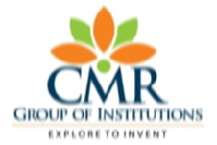 CMR
GROUP OF INSTITUTIONS
EXPLORE TO INVENT